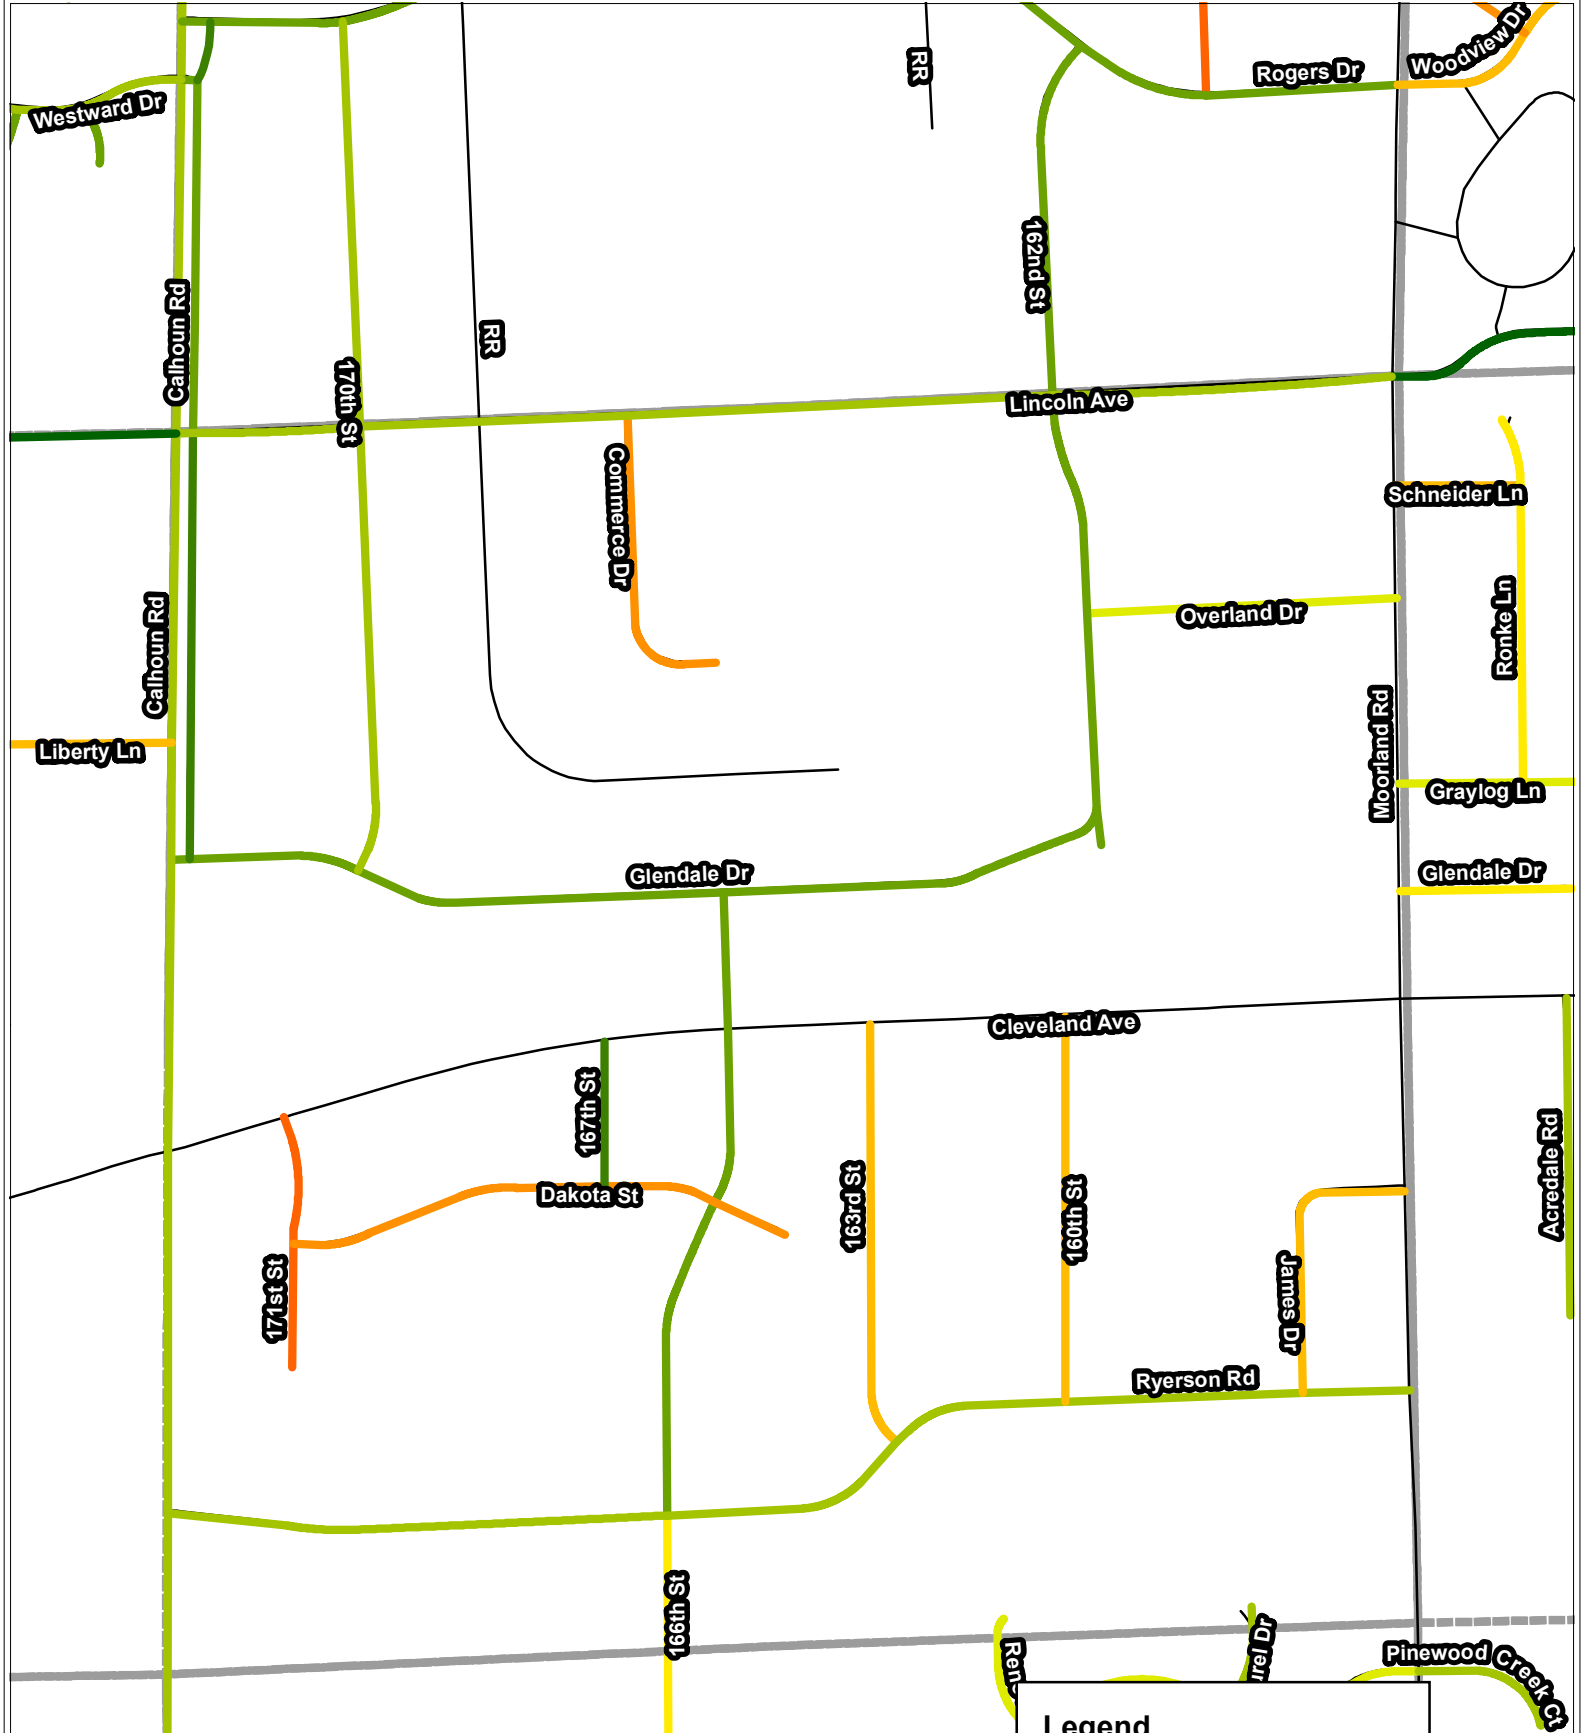 Woodview Dr
Rogers Dr
RR
Westward Dr
162nd St
Calhoun Rd
RR
170th St
Lincoln Ave
Commerce Dr
Schneider Ln
Overland Dr
Ronke Ln
Calhoun Rd
Moorland Rd
Liberty Ln
Graylog Ln
Glendale Dr
Glendale Dr
Cleveland Ave
167th St
Acredale Rd
Dakota St
163rd St
160th St
171st St
James Dr
Ryerson Rd
166th St
Pinewood Creek Ct
Legend